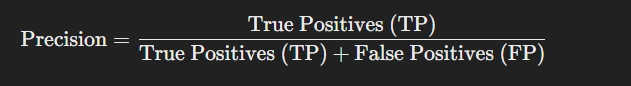 Precision =
True Positives (TP)
True Positives (TP) + False Positives (FP)